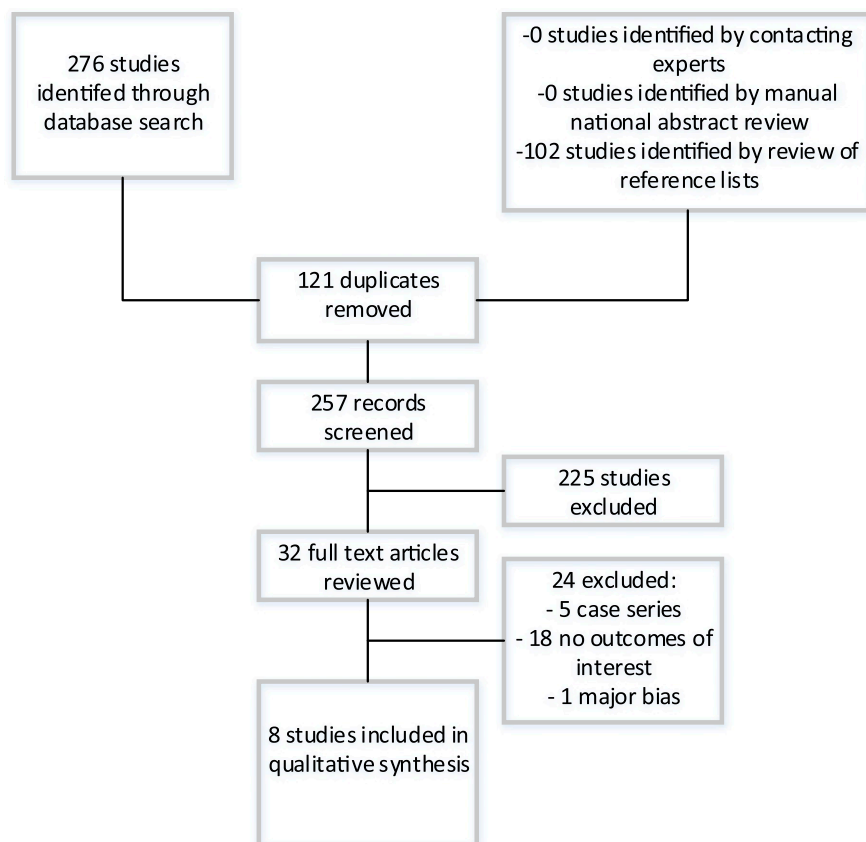 276 studies
identifed through
database search
-0 studies identified by contacting
experts
-0 studies identified by manual
national abstract review
-102 studies identified by review of
reference lists
121 duplicates
removed
257 records
screened
225 studies
excluded
32 full text articles
reviewed
24 excluded:
- 5 case series
- 18 no outcomes of
interest
- 1 major bias
8 studies included in
qualitative synthesis